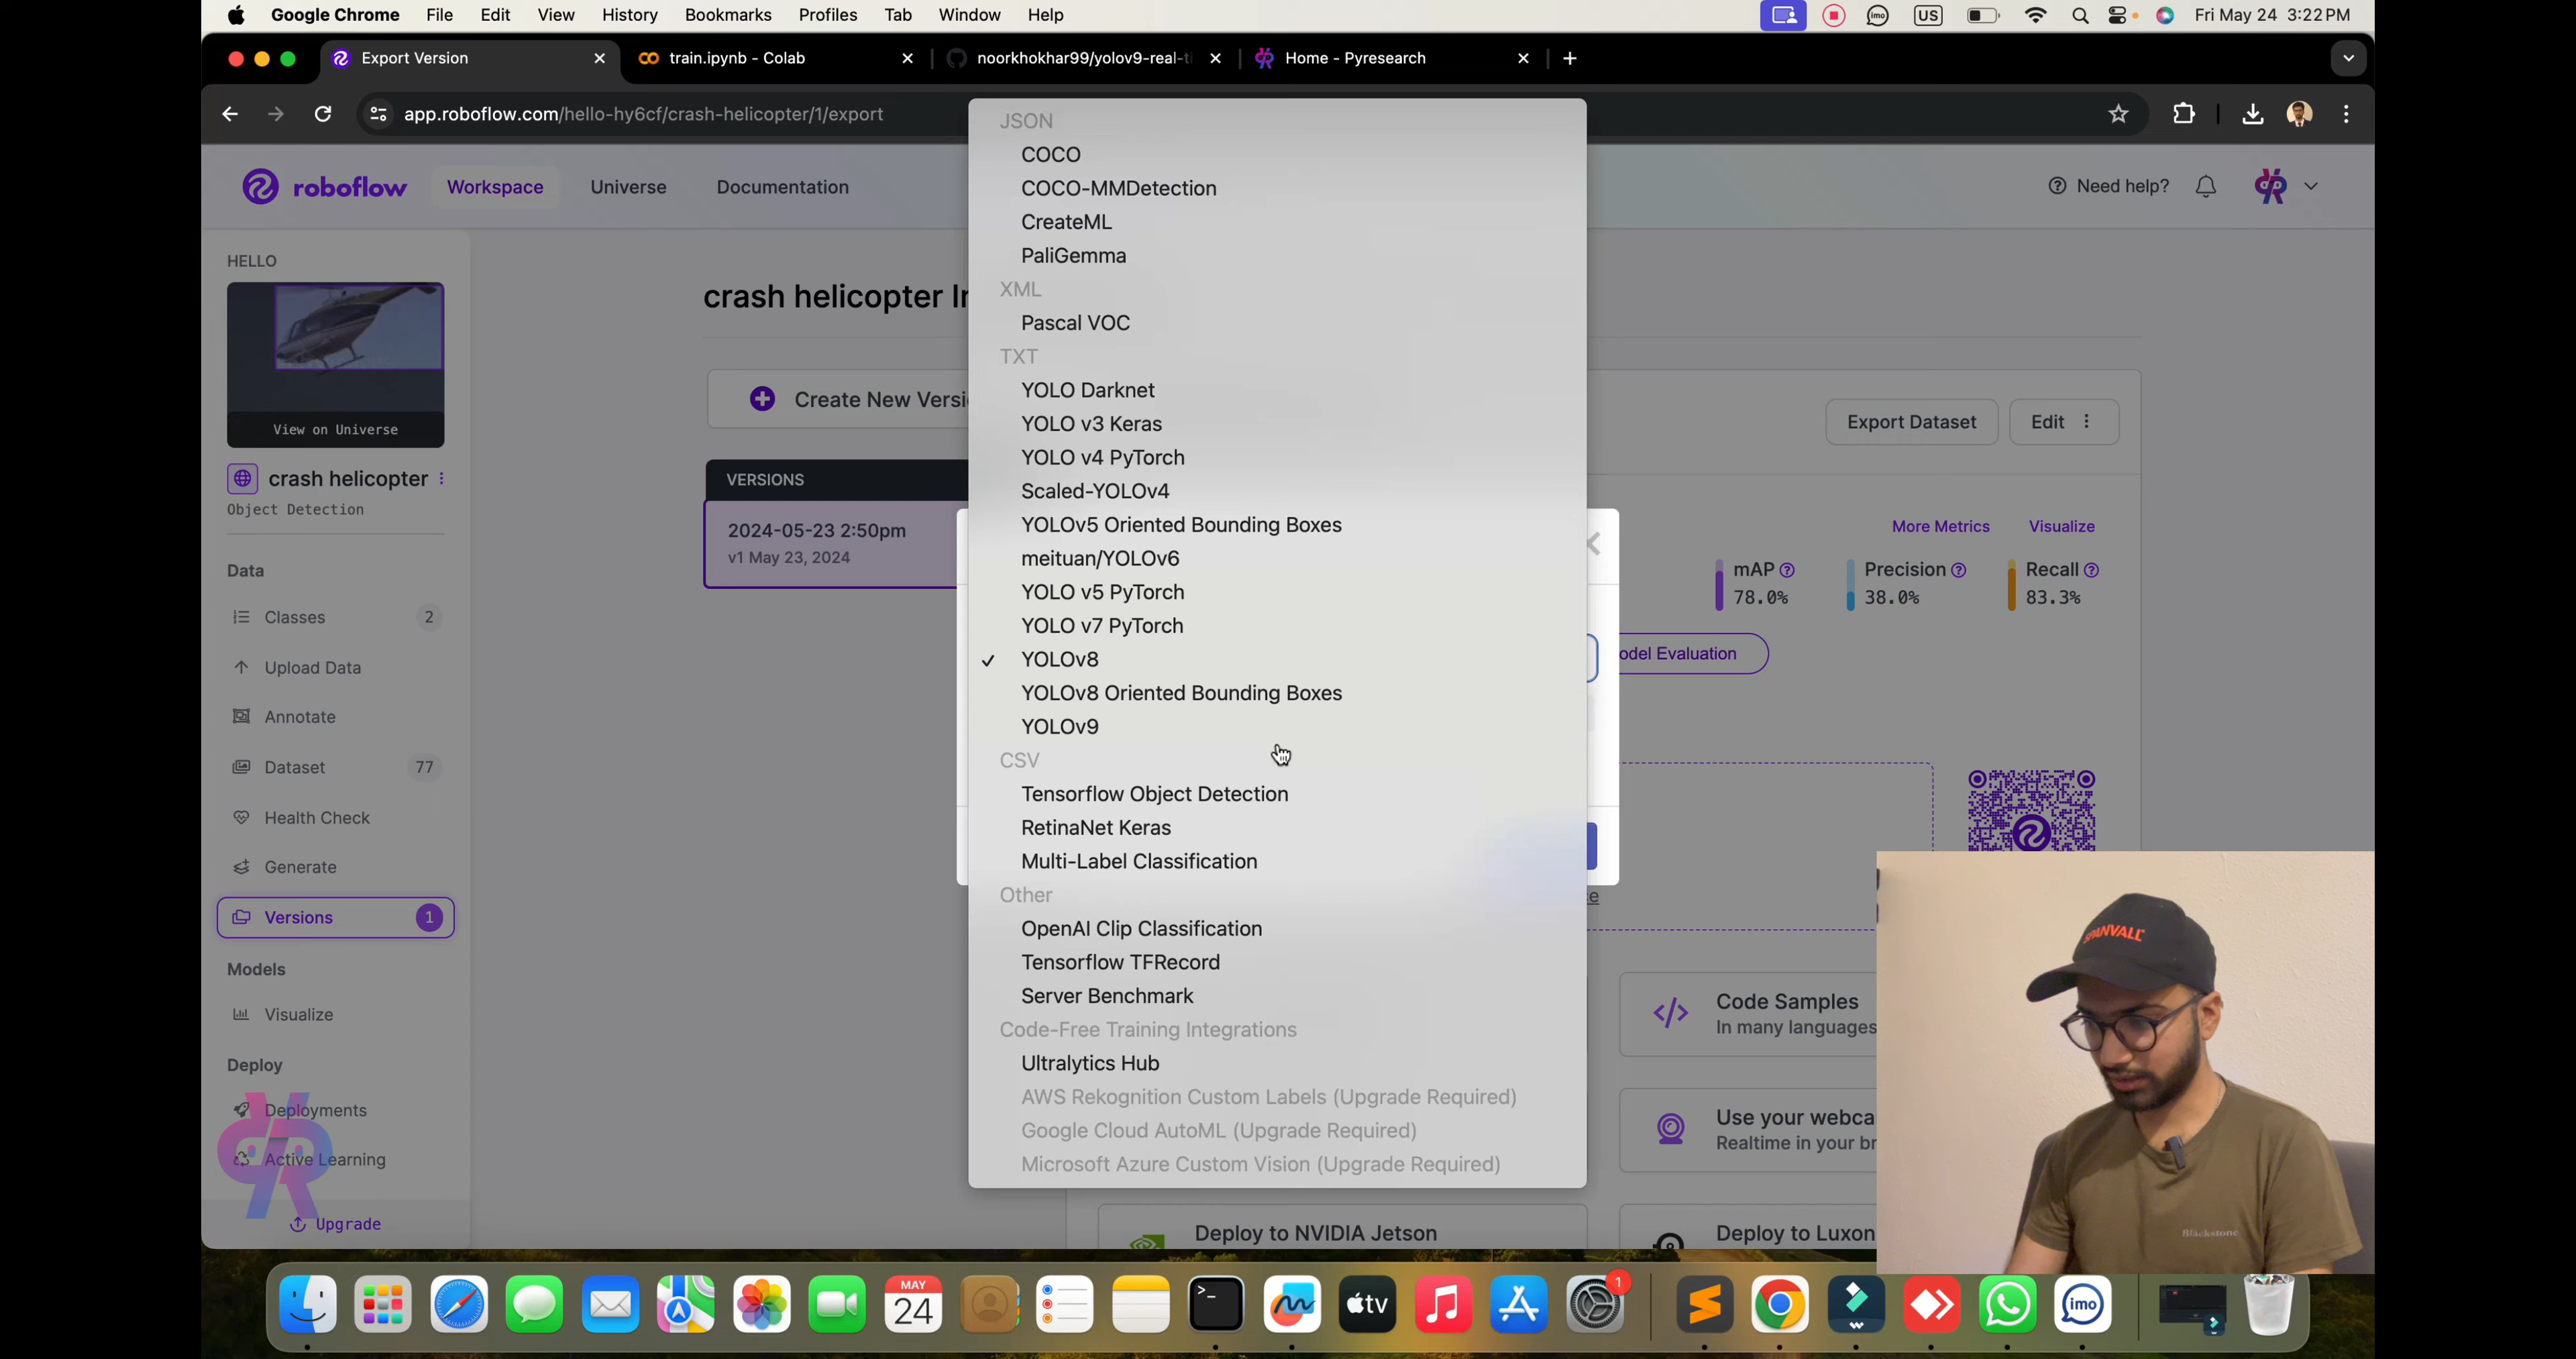 Google Chrome File Edit View History Bookmarks Profiles Tab Window Help
imo US Fri May 24 3:22 PM
Export Version train.ipynb - Colab noorkhokhar99/yolov9-real-ti Home - Pyresearch
app.roboflow.com/hello-hy6cf/crash-helicopter/1/export
roboflow Workspace Universe Documentation Need help?
HELLO
View on Universe
crash helicopter
Object Detection
Data
Classes 2
Upload Data
Annotate
Dataset 77
Health Check
Generate
Versions 1
Models
Visualize
Deploy
Deployments
Active Learning
Upgrade
crash helicopter
Create New Versi
VERSIONS
2024-05-23 2:50pm
v1 May 23, 2024
JSON
COCO
COCO-MMDetection
CreateML
PaliGemma
XML
Pascal VOC
TXT
YOLO Darknet
YOLO v3 Keras
YOLO v4 PyTorch
Scaled-YOLOv4
YOLOv5 Oriented Bounding Boxes
meituan/YOLOv6
YOLO v5 PyTorch
YOLO v7 PyTorch
✓ YOLOv8
YOLOv8 Oriented Bounding Boxes
YOLOv9
CSV
Tensorflow Object Detection
RetinaNet Keras
Multi-Label Classification
Other
OpenAI Clip Classification
Tensorflow TFRecord
Server Benchmark
Code-Free Training Integrations
Ultralytics Hub
AWS Rekognition Custom Labels (Upgrade Required)
Google Cloud AutoML (Upgrade Required)
Microsoft Azure Custom Vision (Upgrade Required)
Export Dataset Edit
More Metrics Visualize
mAP Precision Recall
78.0% 38.0% 83.3%
odel Evaluation
Code Samples
In many languages
Use your webca
Realtime in your br
Deploy to NVIDIA Jetson Deploy to Luxon
SPANVALL
Blackstone
MAY
24
tv
1
imo